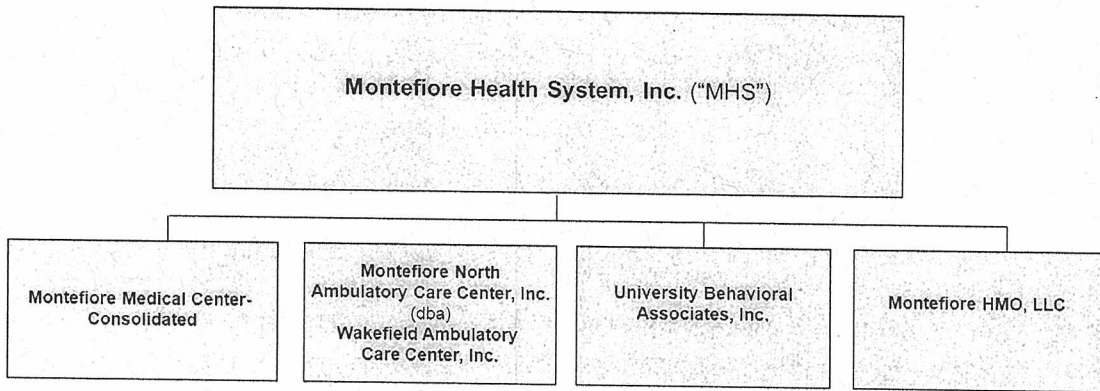 Montefiore Health System, Inc. (“MHS”)
Montefiore Medical Center-
Consolidated
Montefiore North
Ambulatory Care Center, Inc.
(dba)
Wakefield Ambulatory
Care Center, Inc.
University Behavioral
Associates, Inc.
Montefiore HMO, LLC